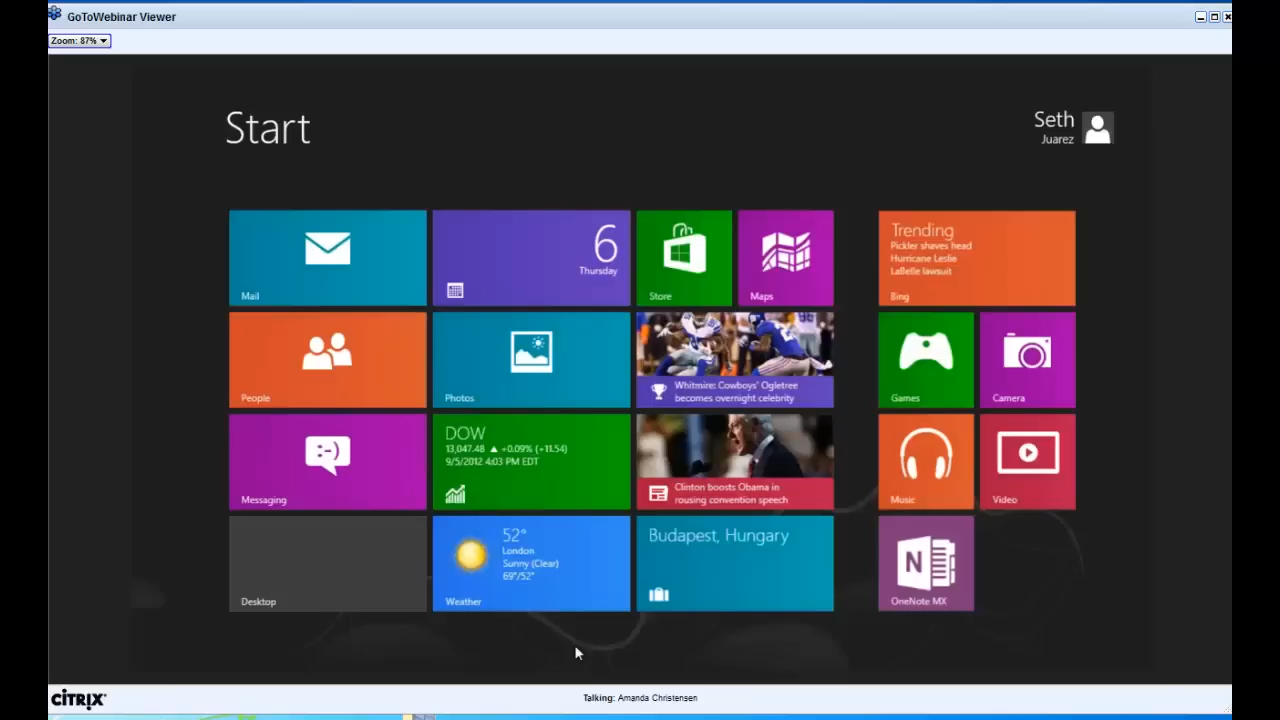 GoToWebinar Viewer
Zoom: 87%
Start
Seth
Juarez
Mail
6
Thursday
Store
Maps
Trending
Pickler shaves head
Hurricane Leslie
LaBelle lawsuit
Bing
People
Photos
Whitmire: Cowboys' Ogletree
becomes overnight celebrity
Games
Camera
:-)
Messaging
DOW
13,047.48 ▲ +0.09% (+11.54)
9/5/2012 4:03 PM EDT
Clinton boosts Obama in
rousing convention speech
Music
Video
Desktop
52°
London
Sunny (Clear)
69°/52°
Weather
Budapest, Hungary
N
OneNote MX
CİTRIX
Talking: Amanda Christensen